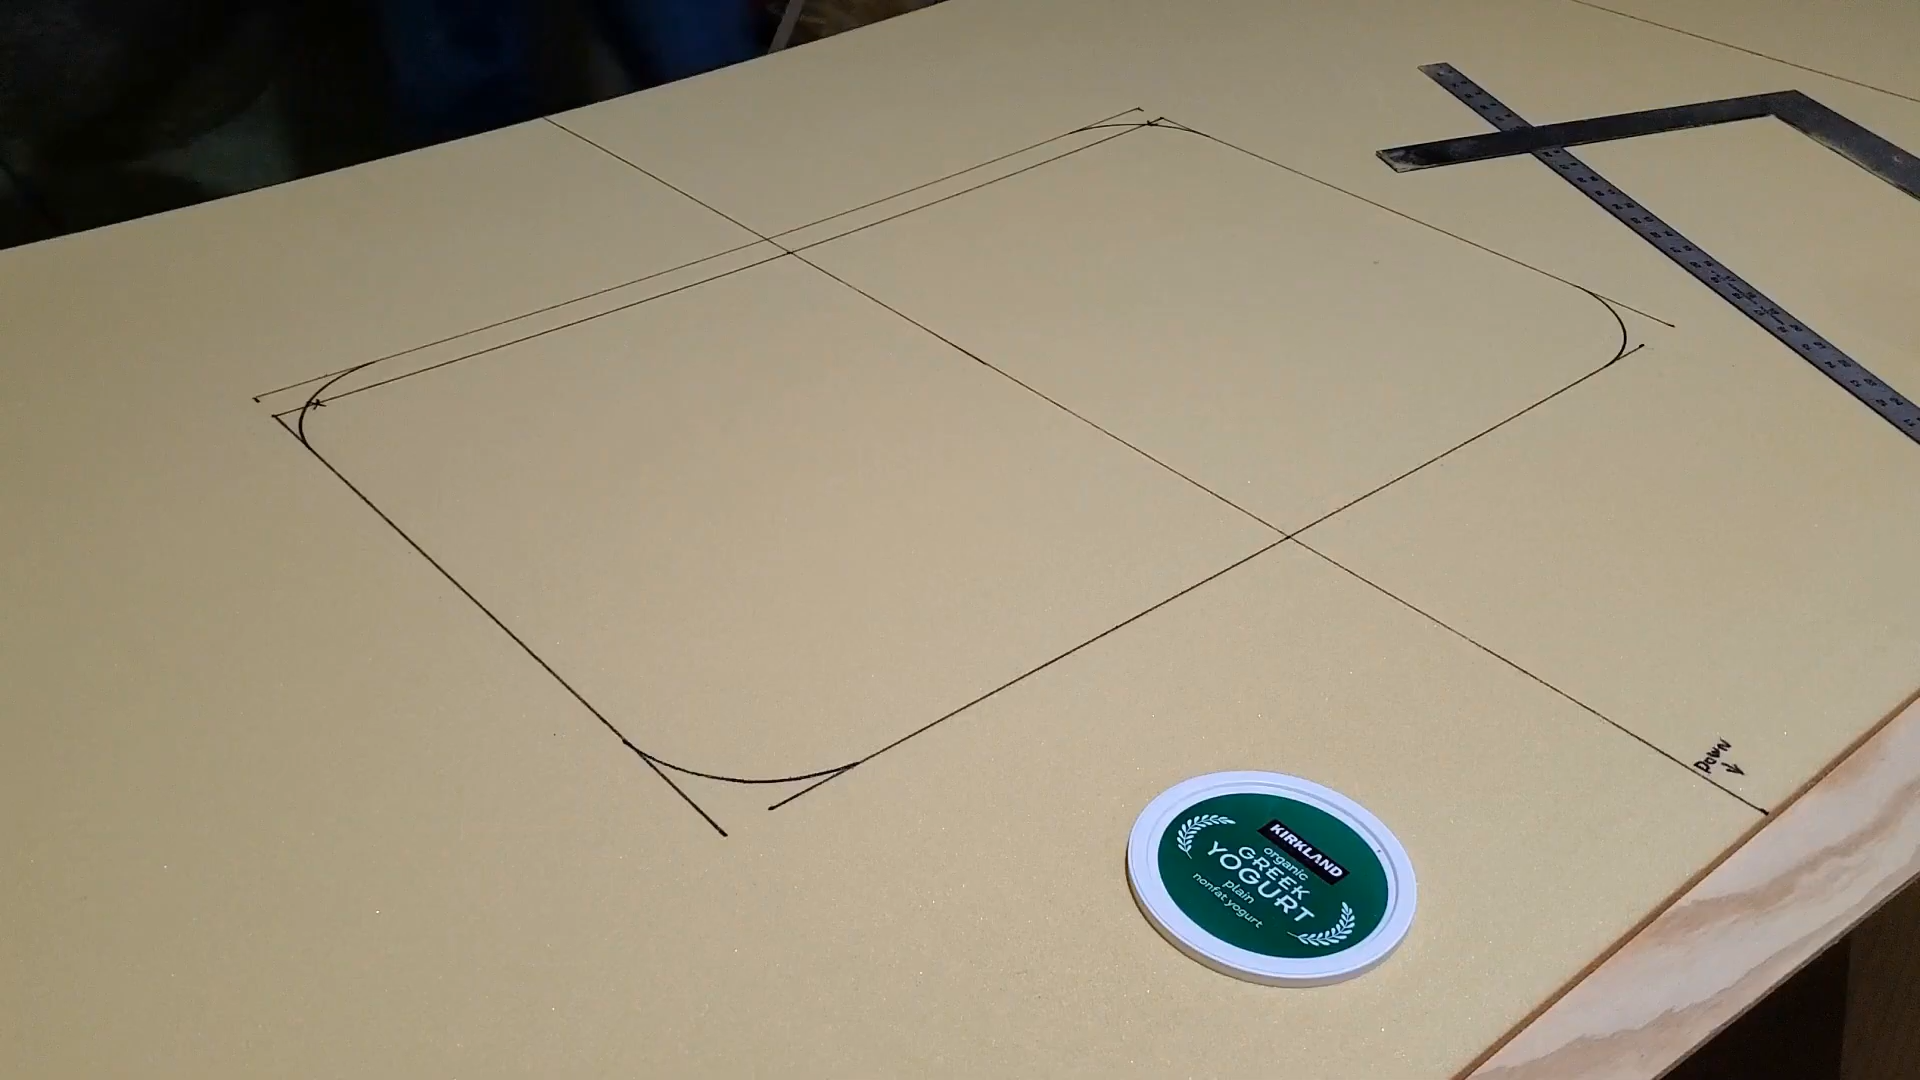 DOWN
KIRKLAND
organic
GREEK
YOGURT
plain
nonfat yogurt